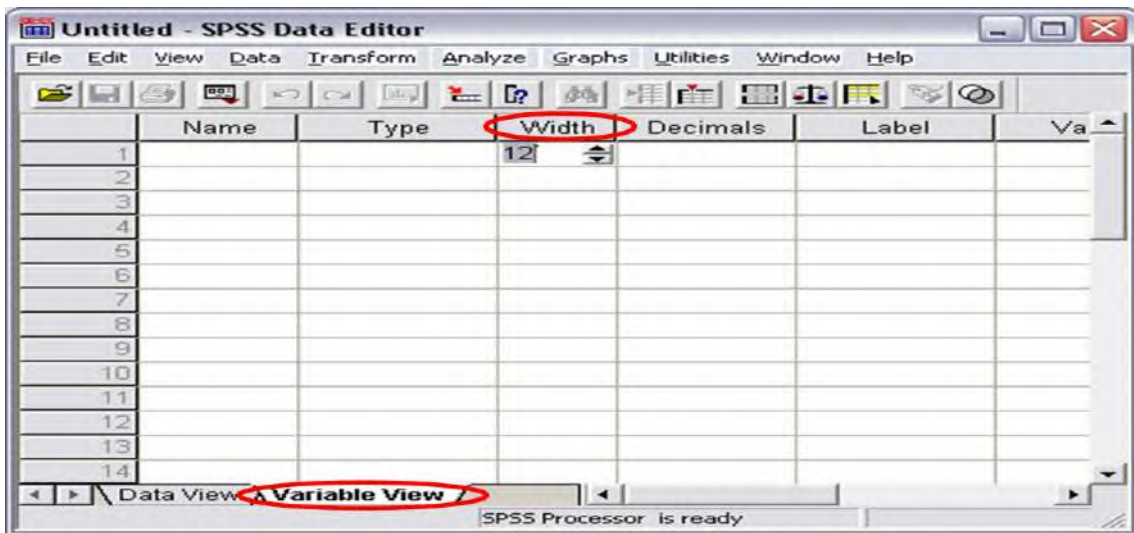 Untitled - SPSS Data Editor
File Edit View Data Transform Analyze Graphs Utilities Window Help
Name Type Width Decimals Label Va
1 12
2
3
4
5
6
7
8
9
10
11
12
13
14
Data View Variable View
SPSS Processor is ready